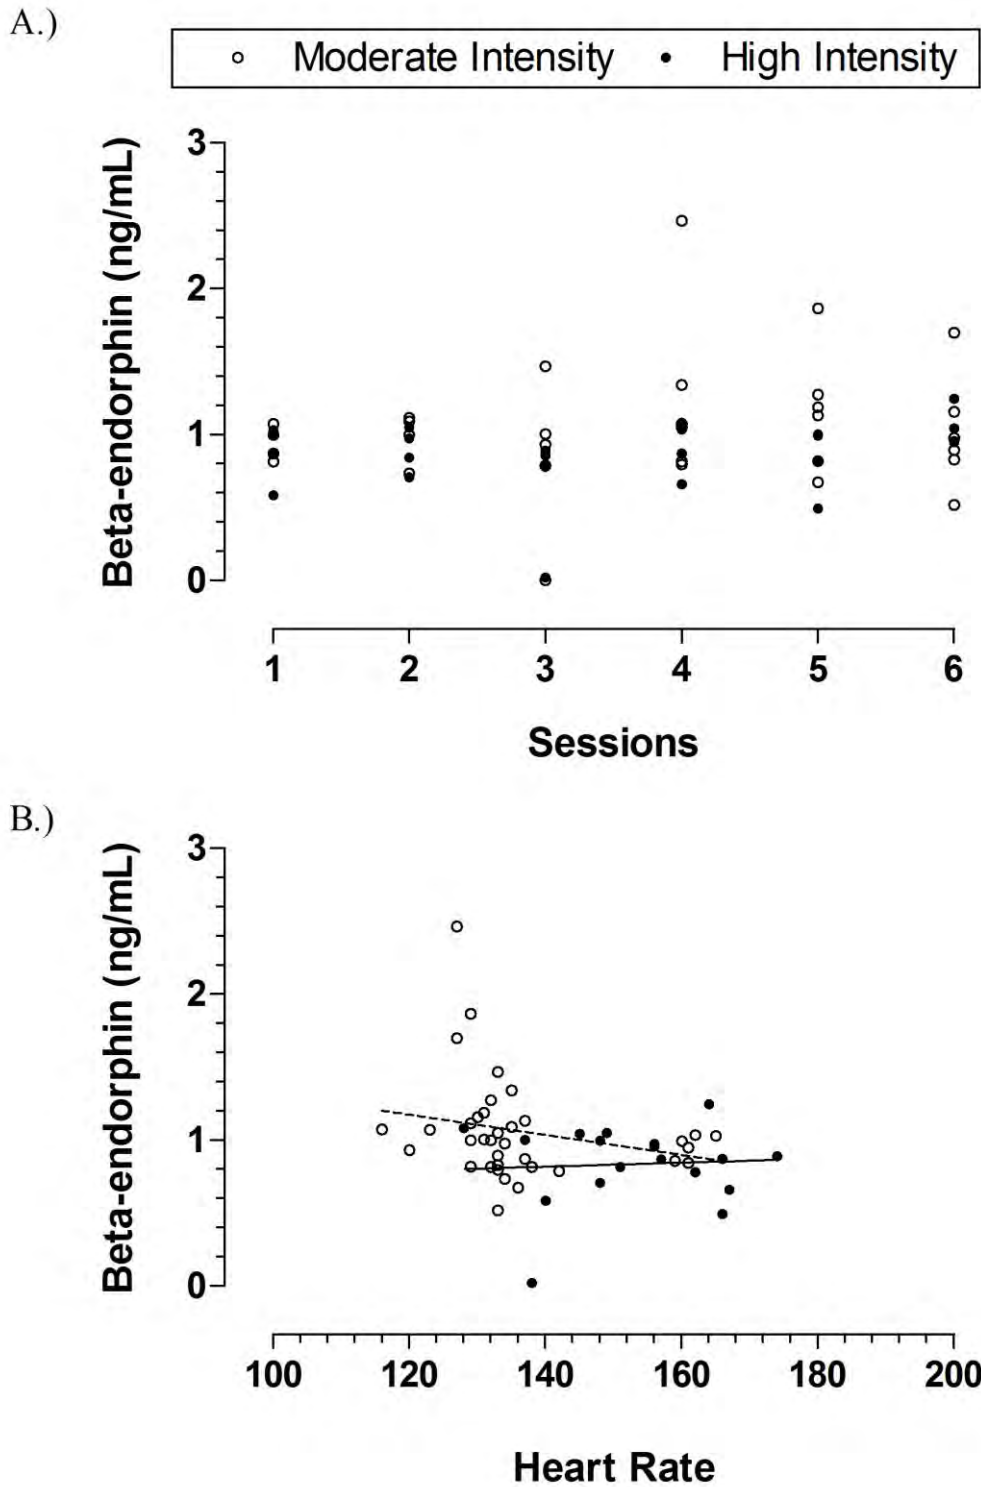 A.)
Moderate Intensity High Intensity
Beta-endorphin (ng/mL)
3
2
1
0
1 2 3 4 5 6
Sessions
B.)
Beta-endorphin (ng/mL)
3
2
1
0
100 120 140 160 180 200
Heart Rate